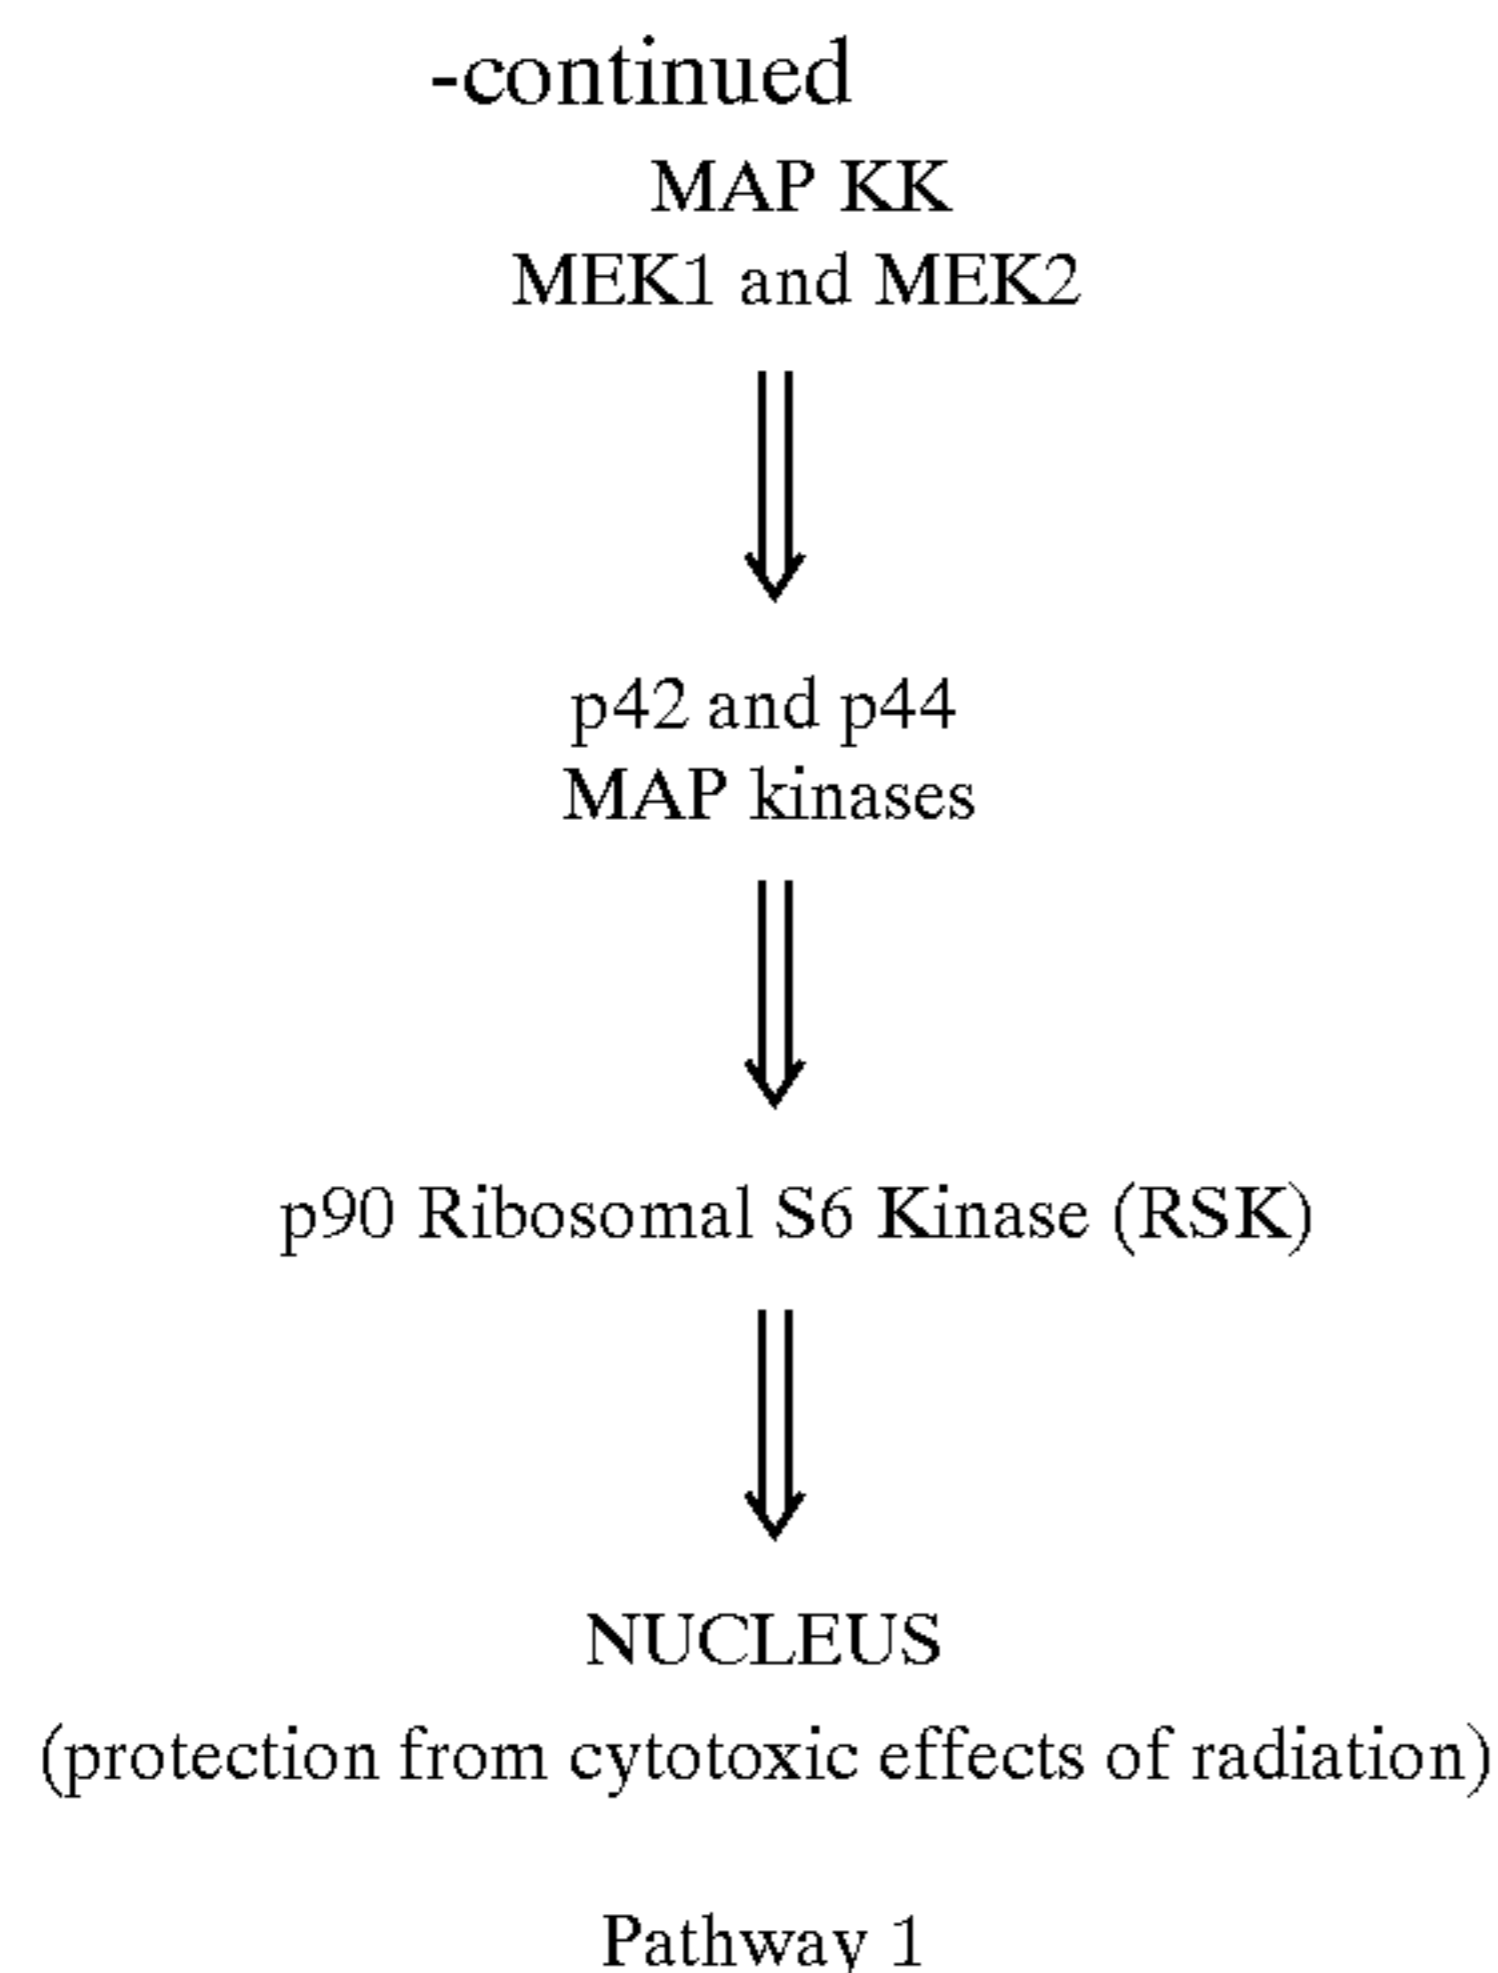 -continued
MAP KK
MEK1 and MEK2
p42 and p44
MAP kinases
p90 Ribosomal S6 Kinase (RSK)
NUCLEUS
(protection from cytotoxic effects of radiation)
Pathway 1